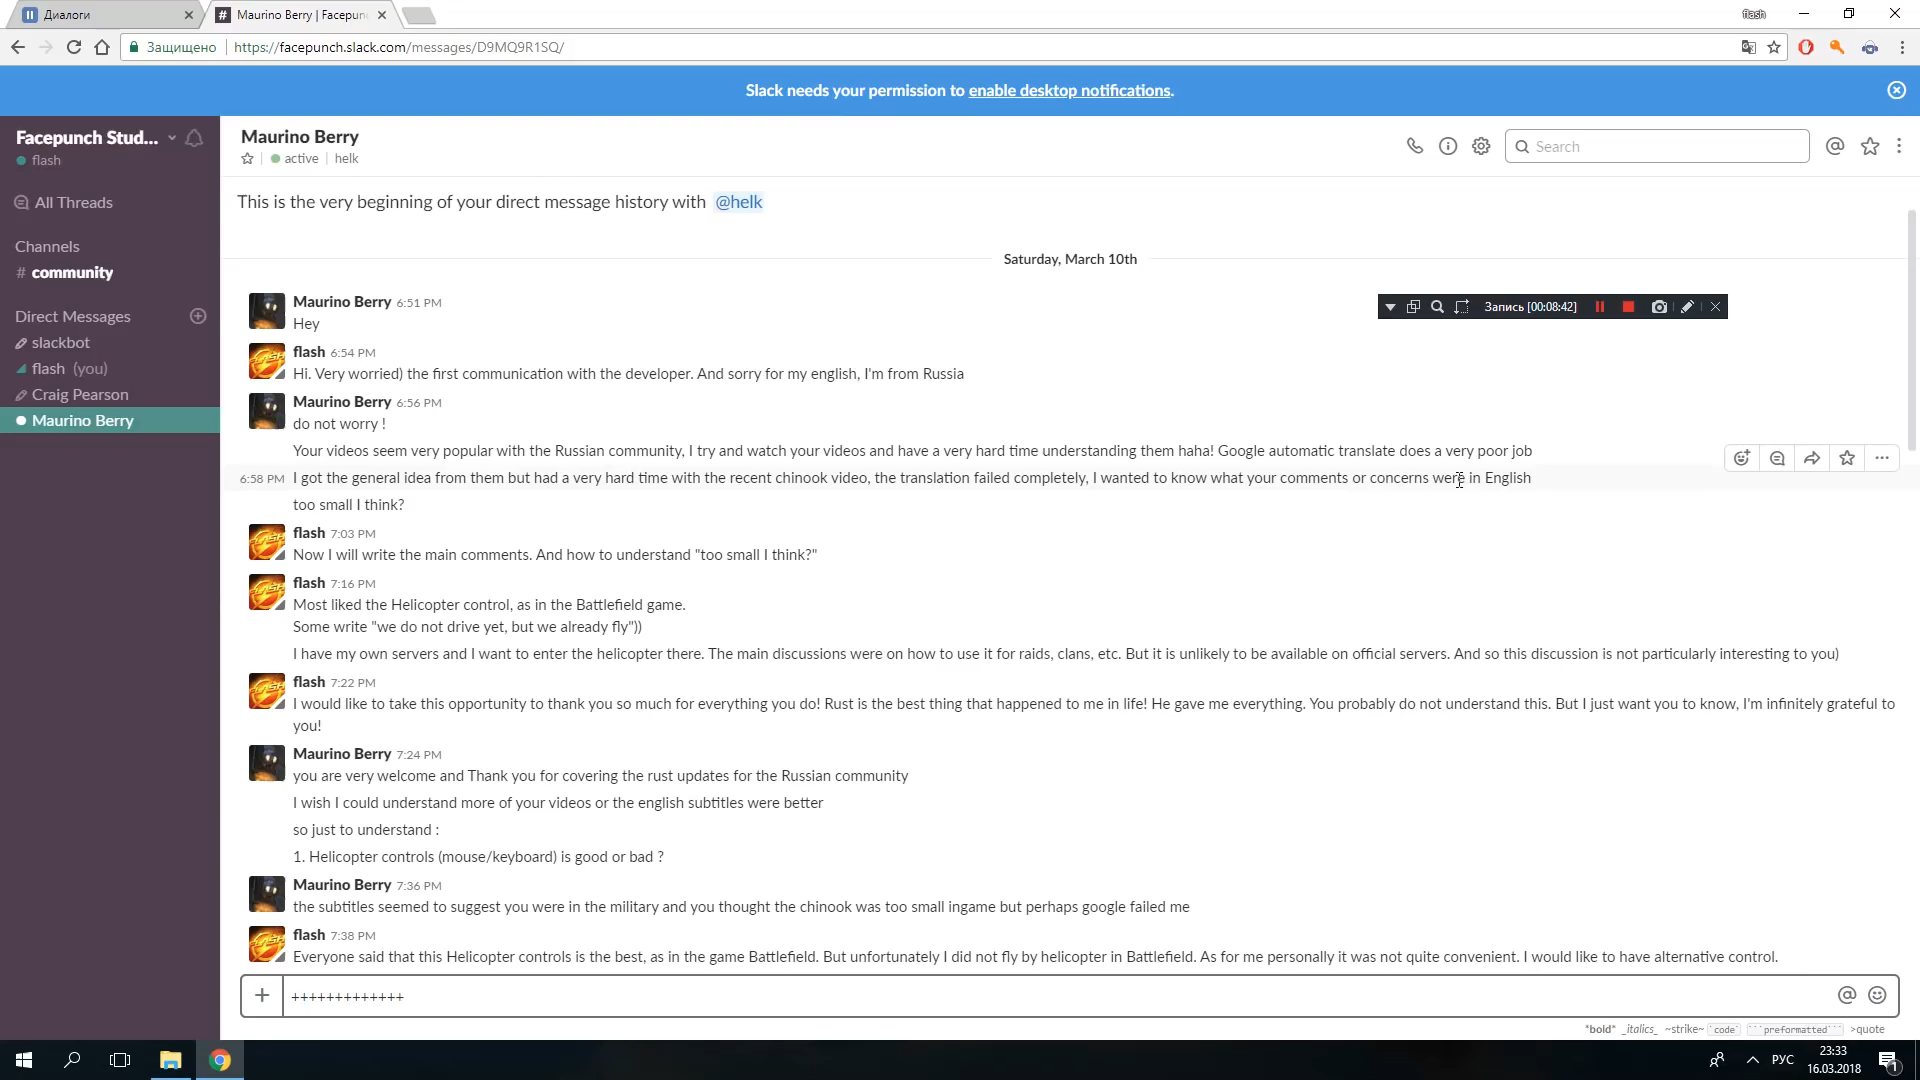 Диалоги
Maurino Berry | Facepun
flash
Защищено
https://facepunch.slack.com/messages/D9MQ9R1SQ/
Slack needs your permission to enable desktop notifications.
Facepunch Stud...
flash
All Threads
Channels
# community
Direct Messages
slackbot
flash (you)
Craig Pearson
Maurino Berry
Maurino Berry
active | helk
Search
This is the very beginning of your direct message history with @helk
Saturday, March 10th
Запись [00:08:42]
Maurino Berry 6:51 PM
Hey
flash 6:54 PM
Hi. Very worried) the first communication with the developer. And sorry for my english, I'm from Russia
Maurino Berry 6:56 PM
do not worry !
Your videos seem very popular with the Russian community, I try and watch your videos and have a very hard time understanding them haha! Google automatic translate does a very poor job
6:58 PM I got the general idea from them but had a very hard time with the recent chinook video, the translation failed completely, I wanted to know what your comments or concerns were in English
too small I think?
flash 7:03 PM
Now I will write the main comments. And how to understand "too small I think?"
flash 7:16 PM
Most liked the Helicopter control, as in the Battlefield game.
Some write "we do not drive yet, but we already fly"))
I have my own servers and I want to enter the helicopter there. The main discussions were on how to use it for raids, clans, etc. But it is unlikely to be available on official servers. And so this discussion is not particularly interesting to you)
flash 7:22 PM
I would like to take this opportunity to thank you so much for everything you do! Rust is the best thing that happened to me in life! He gave me everything. You probably do not understand this. But I just want you to know, I'm infinitely grateful to
you!
Maurino Berry 7:24 PM
you are very welcome and Thank you for covering the rust updates for the Russian community
I wish I could understand more of your videos or the english subtitles were better
so just to understand :
1. Helicopter controls (mouse/keyboard) is good or bad ?
Maurino Berry 7:36 PM
the subtitles seemed to suggest you were in the military and you thought the chinook was too small ingame but perhaps google failed me
flash 7:38 PM
Everyone said that this Helicopter controls is the best, as in the game Battlefield. But unfortunately I did not fly by helicopter in Battlefield. As for me personally it was not quite convenient. I would like to have alternative control.
+++++++++++++
*bold* _italics_ ~strike~ `code` ```preformatted``` >quote
РУС
23:33
16.03.2018
1